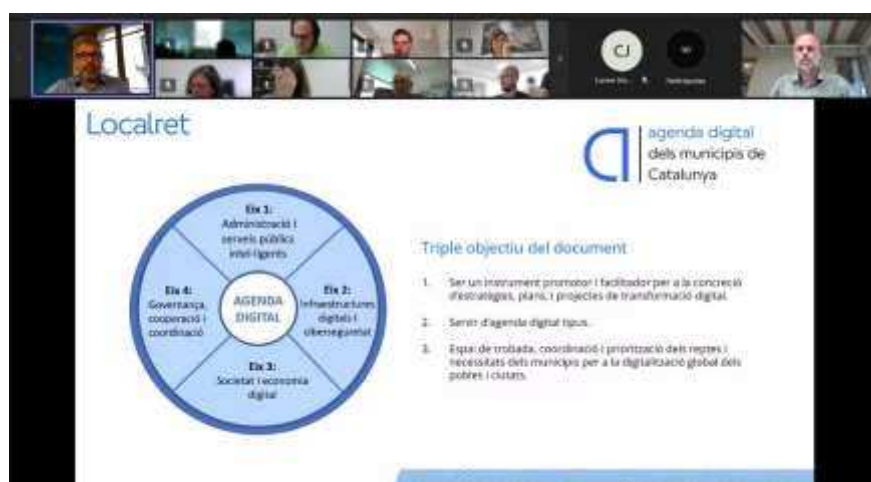 CJ
Localret
agenda digital
dels municipis de
Catalunya
Eix 1:
Administració i
serveis públics
intel·ligents
Eix 2:
Infraestructures
digitals i
ciberseguretat
Eix 3:
Societat i economia
digital
Eix 4:
Governança,
cooperació i
coordinació
AGENDA
DIGITAL
Triple objectiu del document
1. Ser un instrument promotor i facilitador per a la concreció
d'estratègies, plans, i projectes de transformació digital.
2. Servir d'agenda digital tipus.
3. Espai de trobada, coordinació i priorització dels reptes i
necessitats dels municipis per a la digitalització global dels
pobles i ciutats.